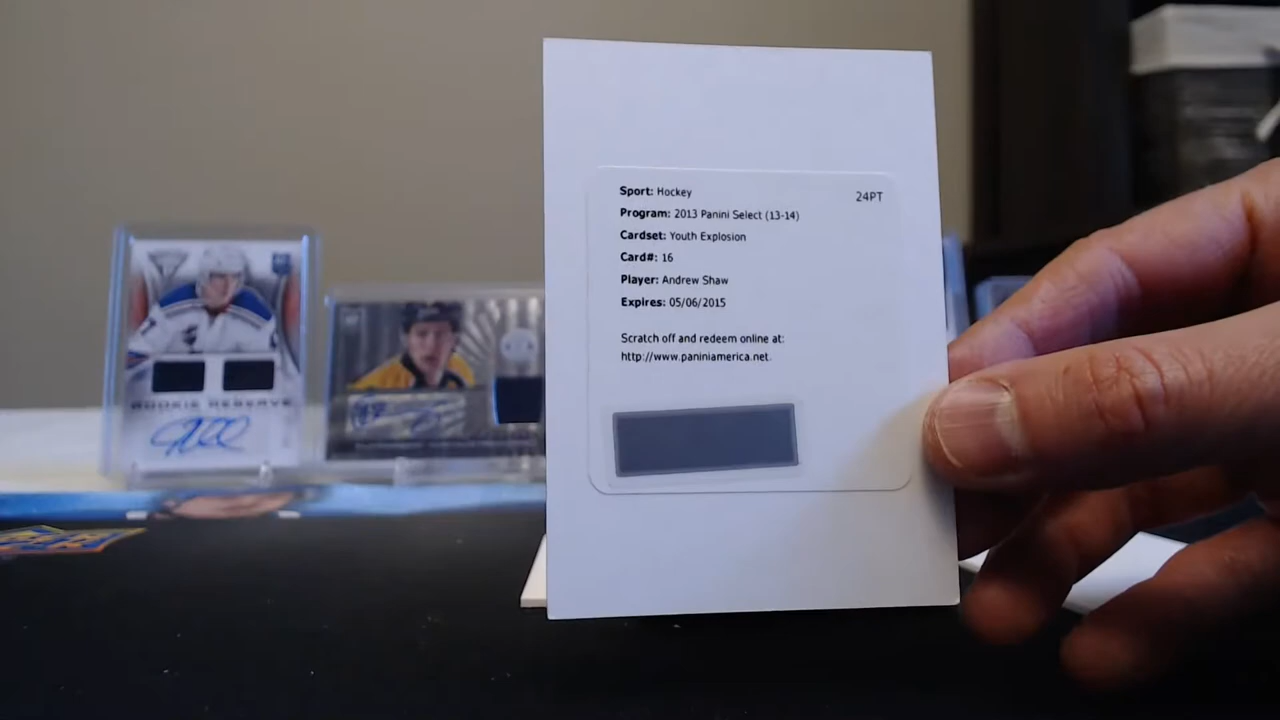 Sport: Hockey
24PT
Program: 2013 Panini Select (13-14)
Cardset: Youth Explosion
Card#: 16
Player: Andrew Shaw
Expires: 05/06/2015
Scratch off and redeem online at:
http://www.paniniamerica.net.
ROOKIE RESERVE